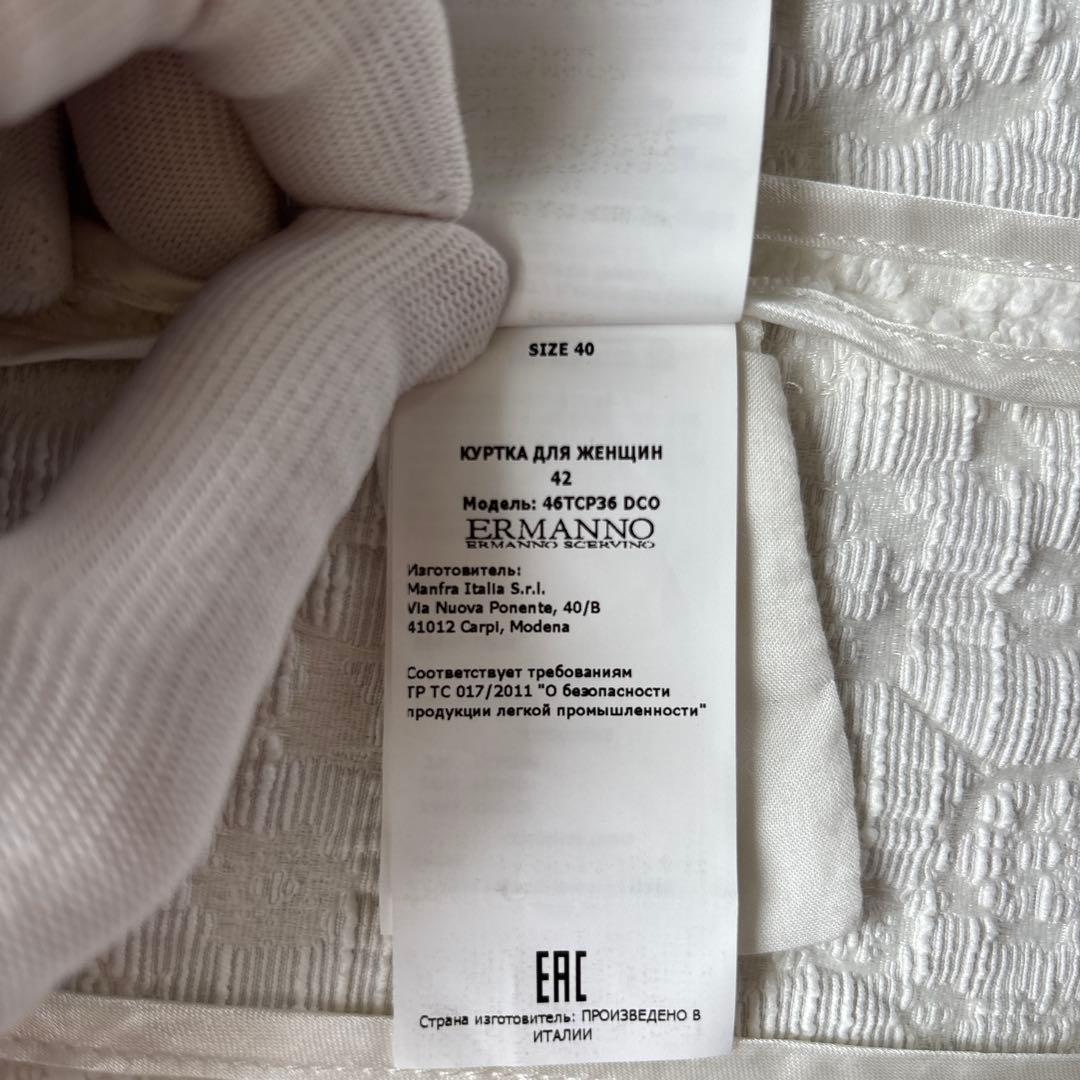 SIZE 40
КУРТКА ДЛЯ ЖЕНЩИН
42
Модель: 46TCP36 DCO
ERMANNO
ERMANNO SCERVINO
Изготовитель:
Manfra Italia S.r.l.
Via Nuova Ponente, 40/B
41012 Carpi, Modena
Соответствует требованиям
ТР ТС 017/2011 "О безопасности
продукции легкой промышленности"
EAC
Страна изготовитель: ПРОИЗВЕДЕНО В
ИТАЛИИ